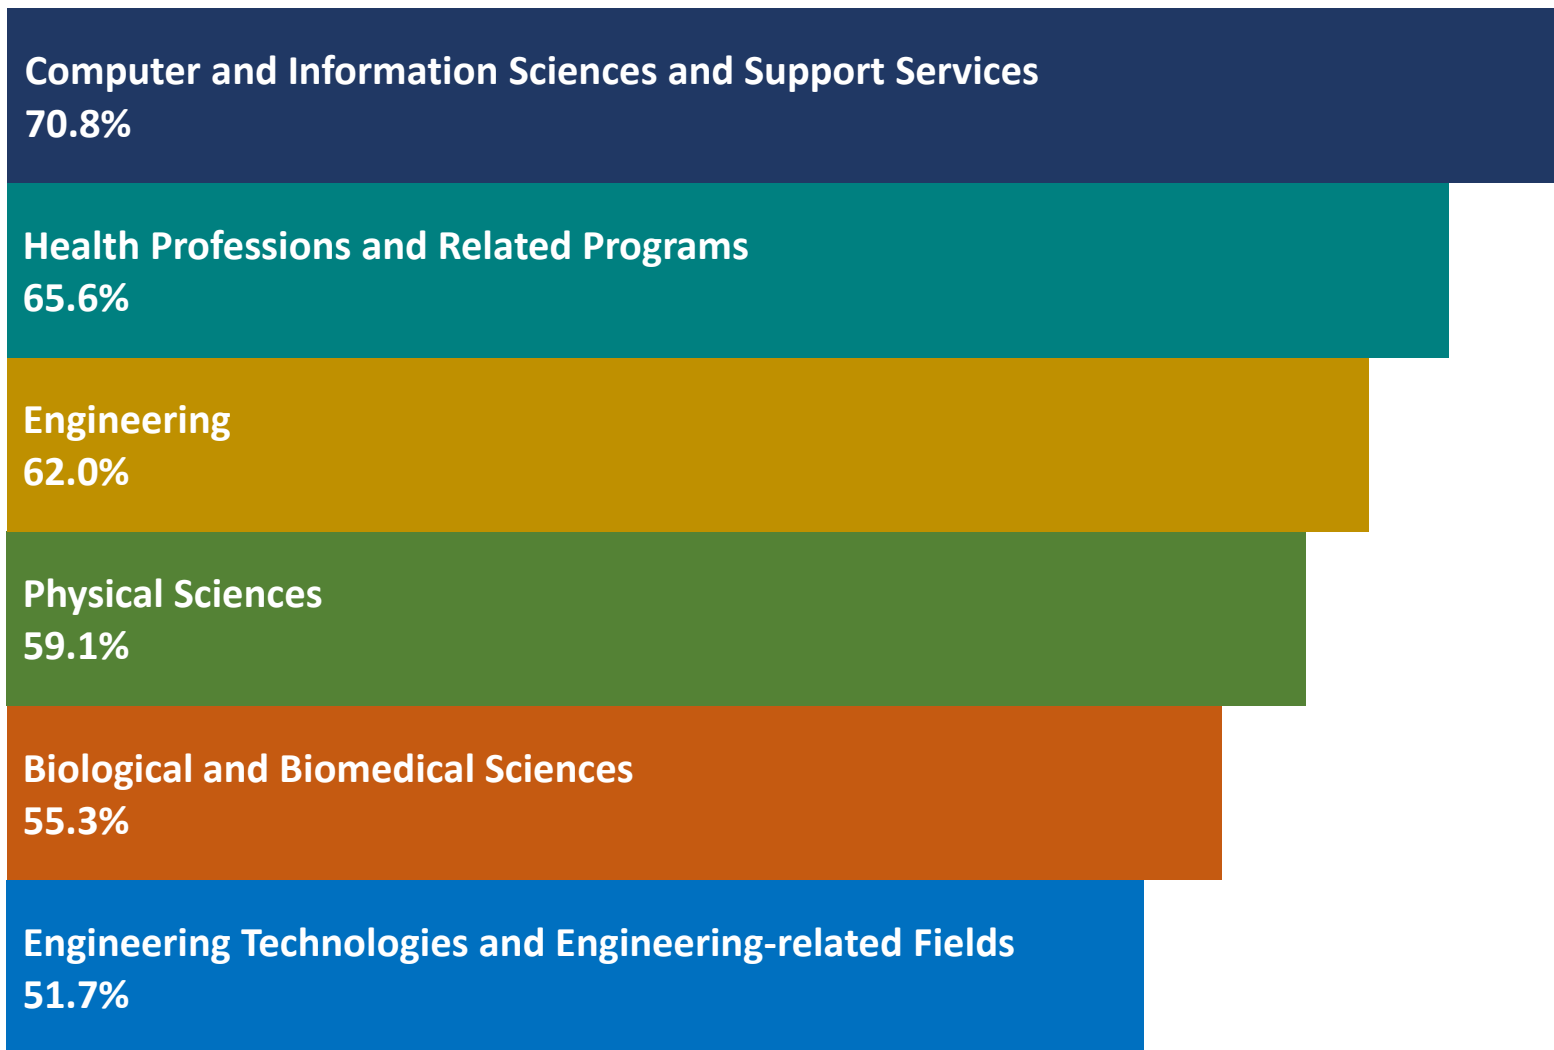 Computer and Information Sciences and Support Services
70.8%
Health Professions and Related Programs
65.6%
Engineering
62.0%
Physical Sciences
59.1%
Biological and Biomedical Sciences
55.3%
Engineering Technologies and Engineering-related Fields
51.7%